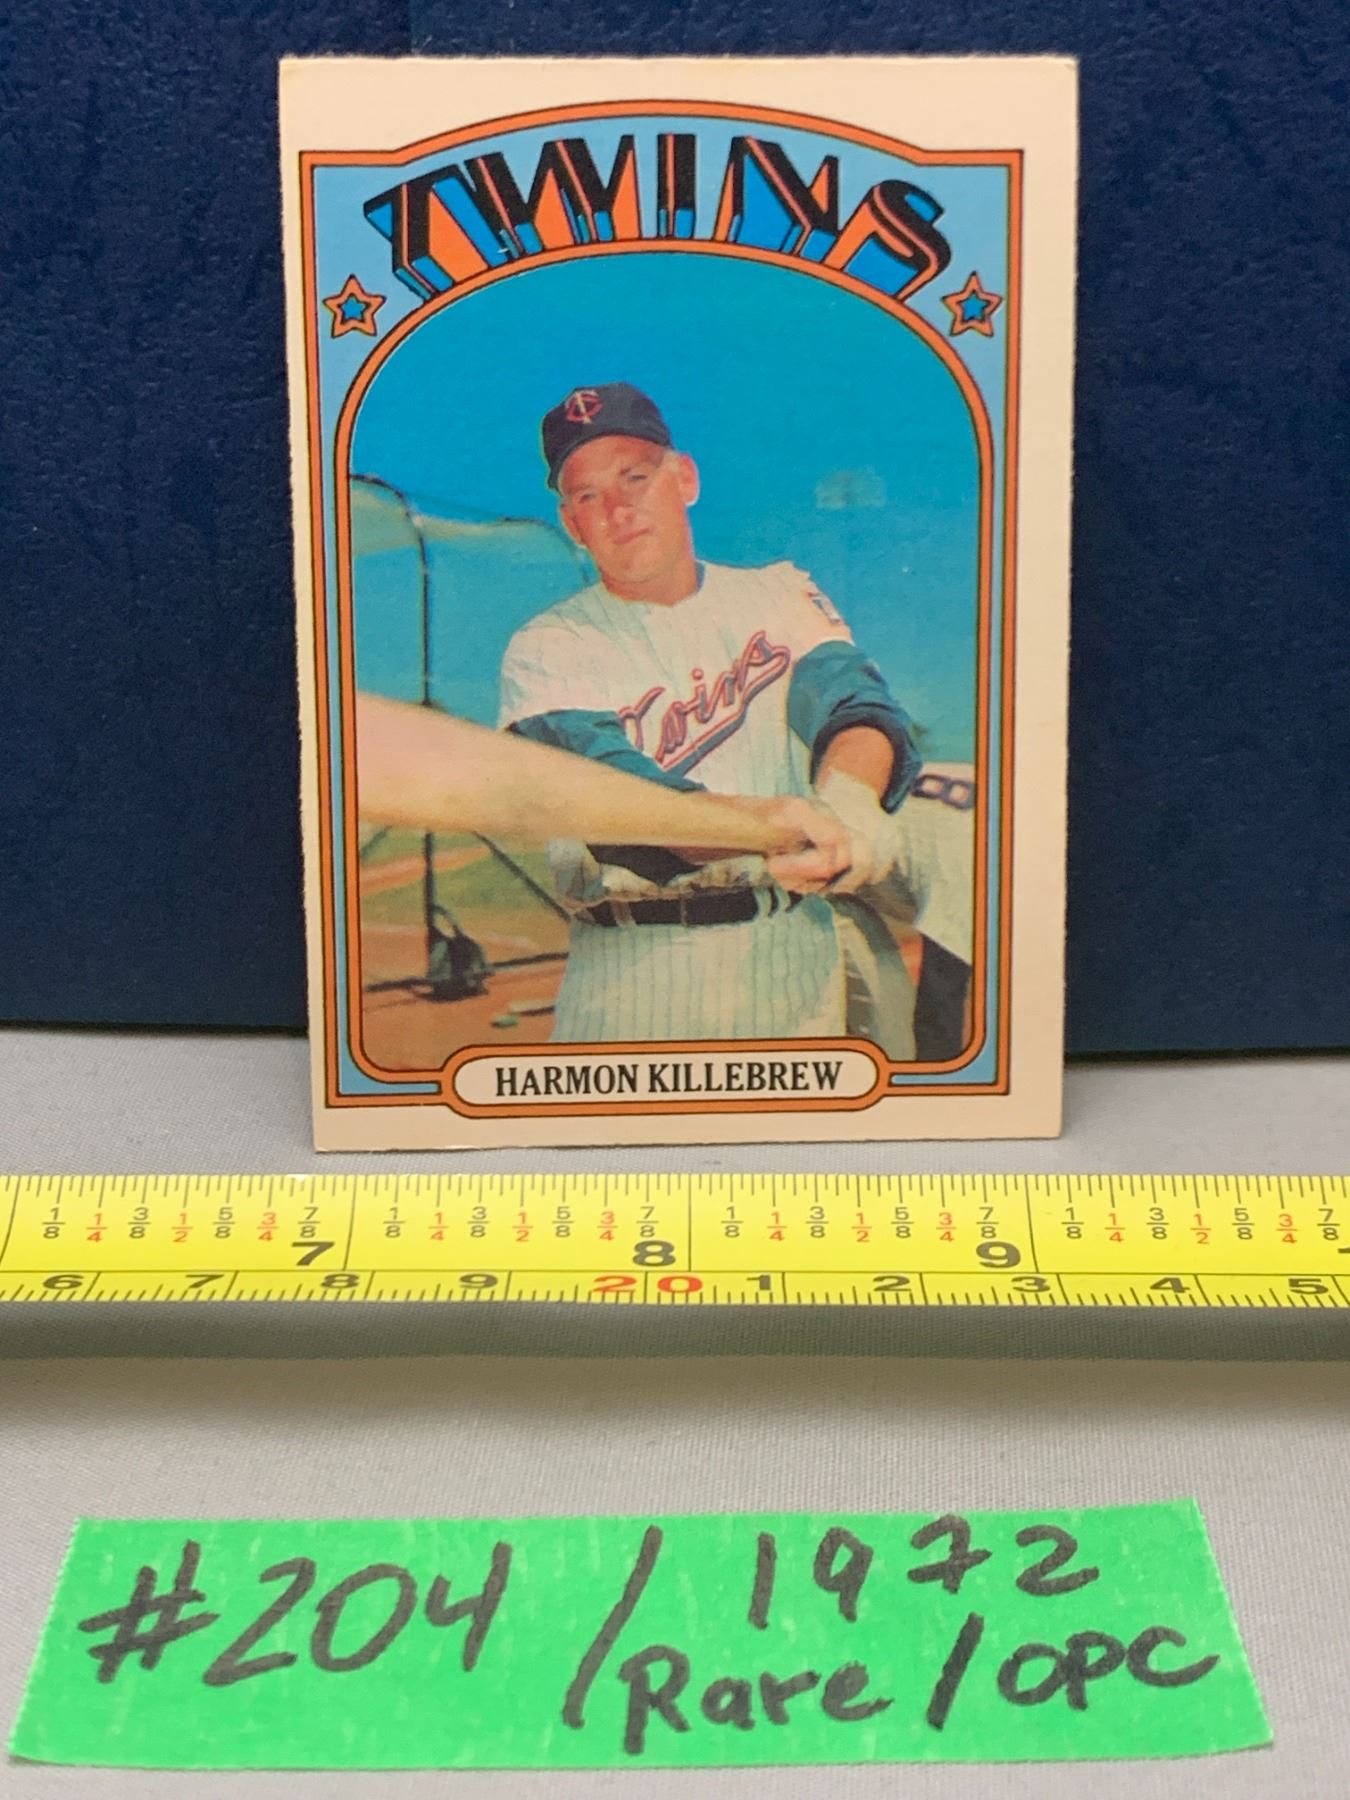 TWINS
TC
Twins
HARMON KILLEBREW
1/8 1/4 3/8 1/2 5/8 3/4 7/8 7 1/8 1/4 3/8 1/2 5/8 3/4 7/8 8 1/8 1/4 3/8 1/2 5/8 3/4 7/8 9 1/8 1/4 3/8 1/2 5/8 3/4 7/8
6 7 8 9 20 1 2 3 4 5
#204 / 1972
Rare / OPC